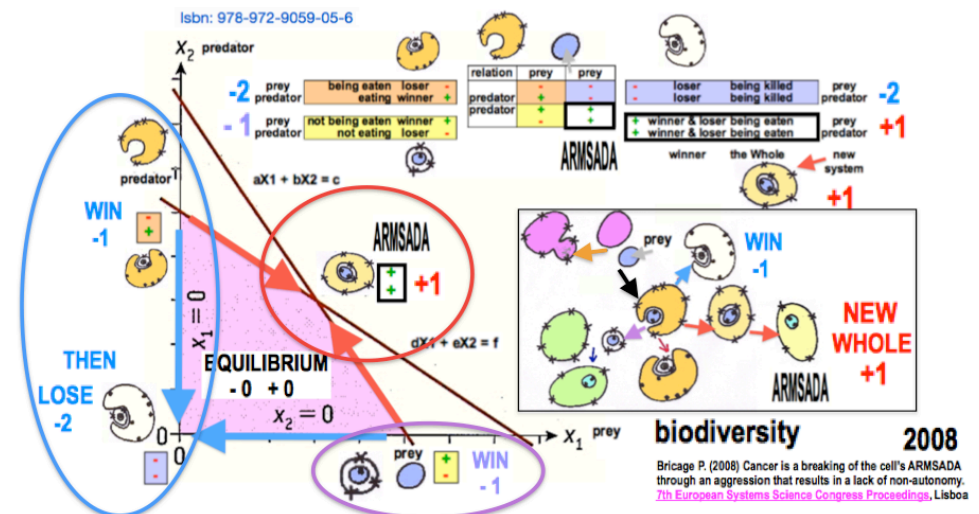 Isbn: 978-972-9059-05-6
X2 predator
relation prey prey
predator
predator
-2 prey being eaten loser -
predator eating winner +
-1 prey not being eaten winner +
predator not eating loser -
- loser being killed prey -2
- loser being killed predator
+ winner & loser being eaten prey +1
+ winner & loser being eaten predator
ARMSADA
winner the Whole new system
+1
predator
aX1 + bX2 = c
WIN
-1
- +
ARMSADA
+ + +1
x1 = 0
dX1 + eX2 = f
THEN
LOSE
-2
EQUILIBRIUM
- 0 + 0
x2 = 0
0
0
X1 prey
- -
prey + - WIN
- 1
prey
WIN
-1
NEW
WHOLE
+1
ARMSADA
biodiversity 2008
Bricage P. (2008) Cancer is a breaking of the cell's ARMSADA
through an aggression that results in a lack of non-autonomy.
7th European Systems Science Congress Proceedings, Lisboa